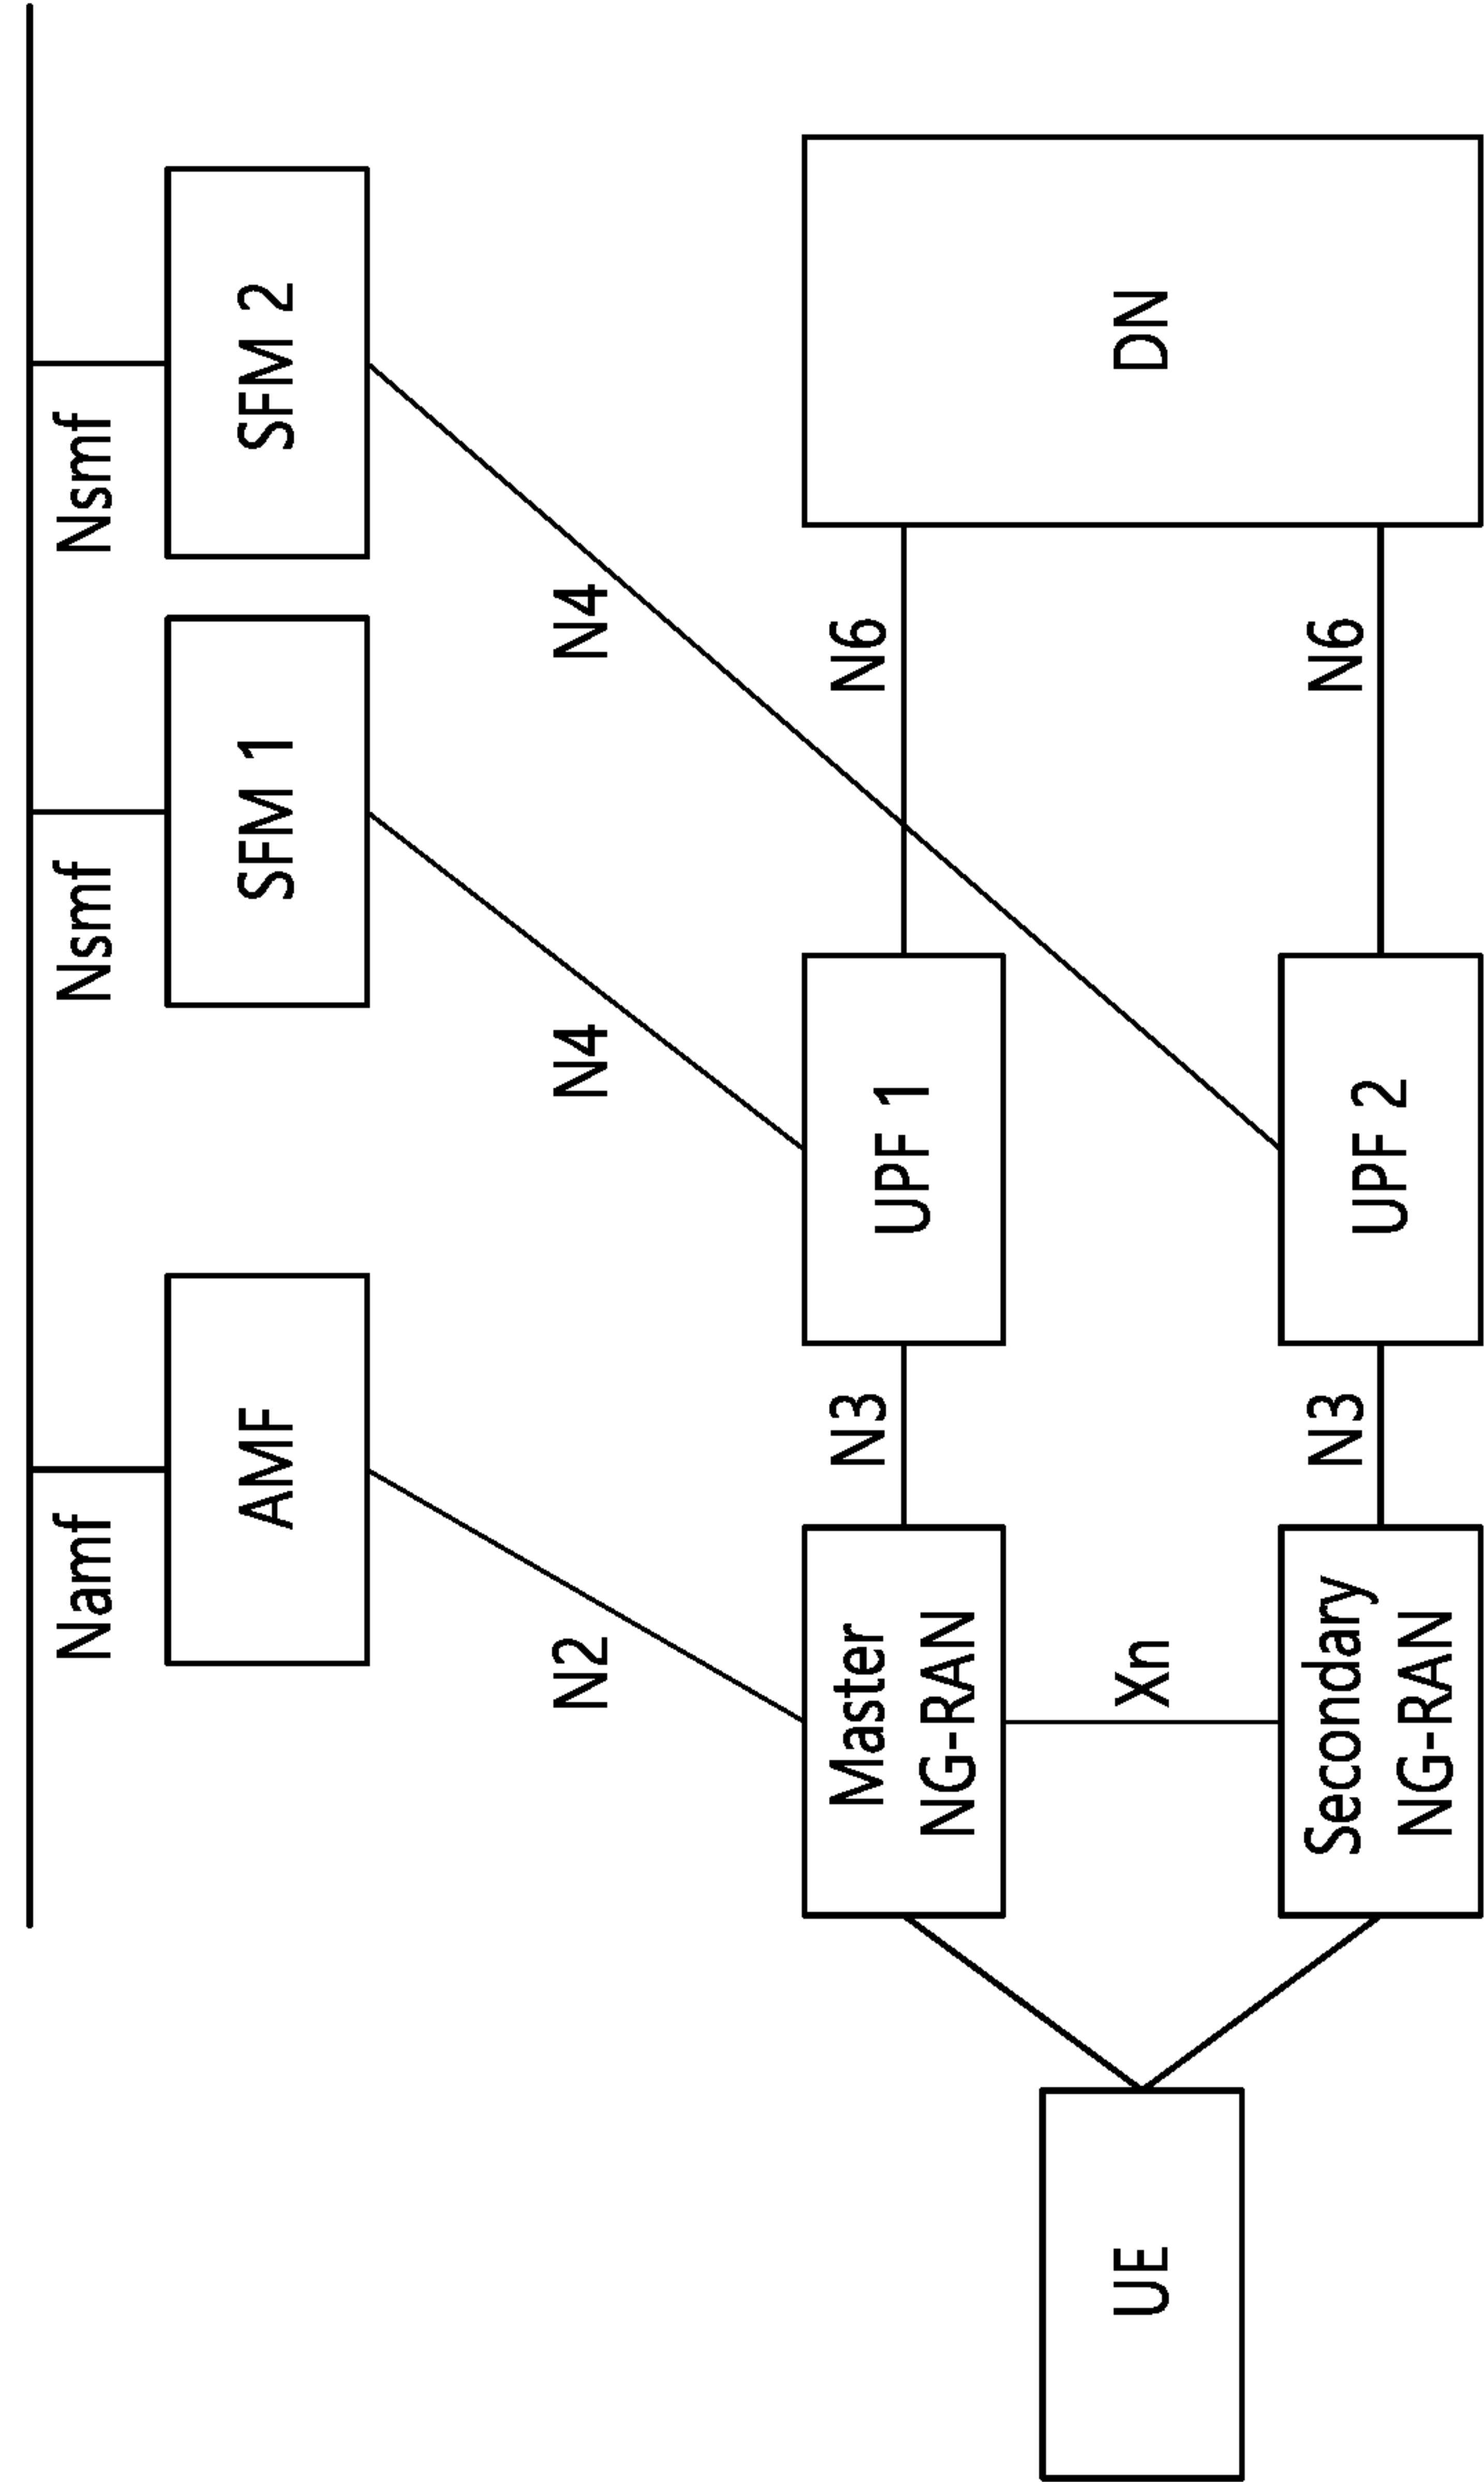 Namf
Nsmf
Nsmf
AMF
SFM 1
SFM 2
N2
N4
N4
Master
NG-RAN
N3
UPF 1
N6
UE
Xn
DN
Secondary
NG-RAN
N3
UPF 2
N6